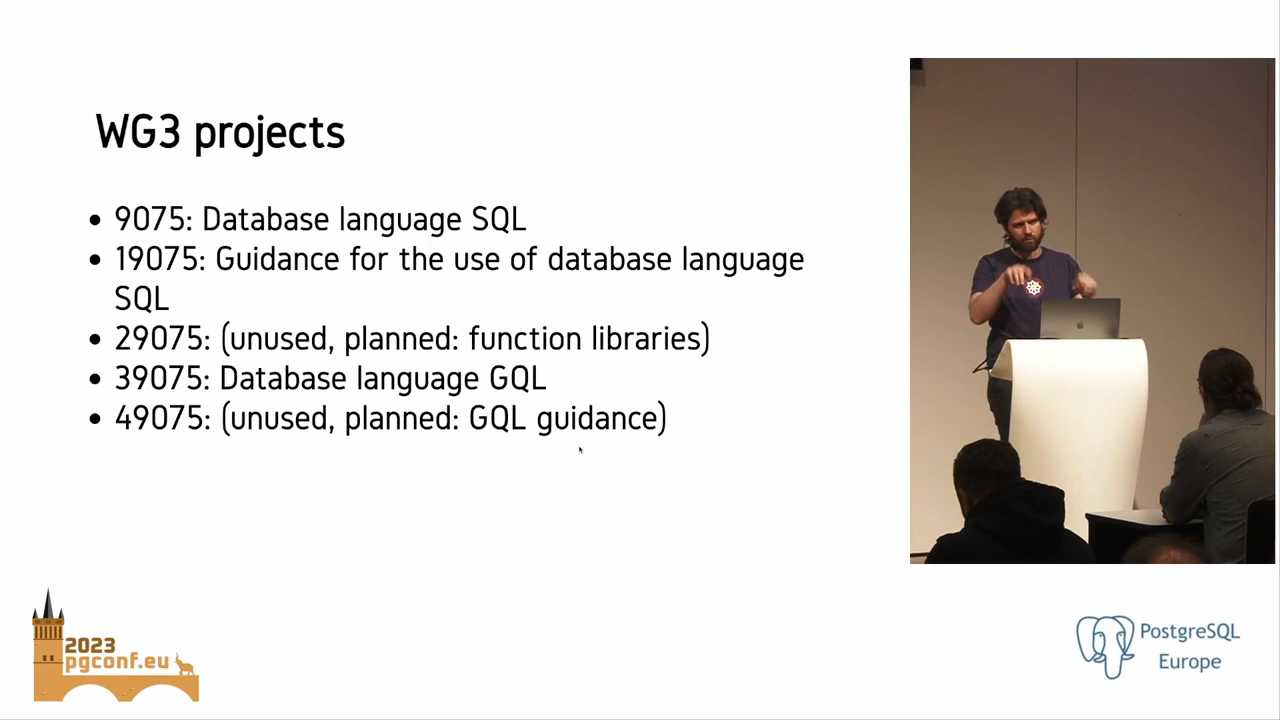 WG3 projects
• 9075: Database language SQL
• 19075: Guidance for the use of database language
SQL
• 29075: (unused, planned: function libraries)
• 39075: Database language GQL
• 49075: (unused, planned: GQL guidance)
2023
pgconf.eu
PostgreSQL
Europe